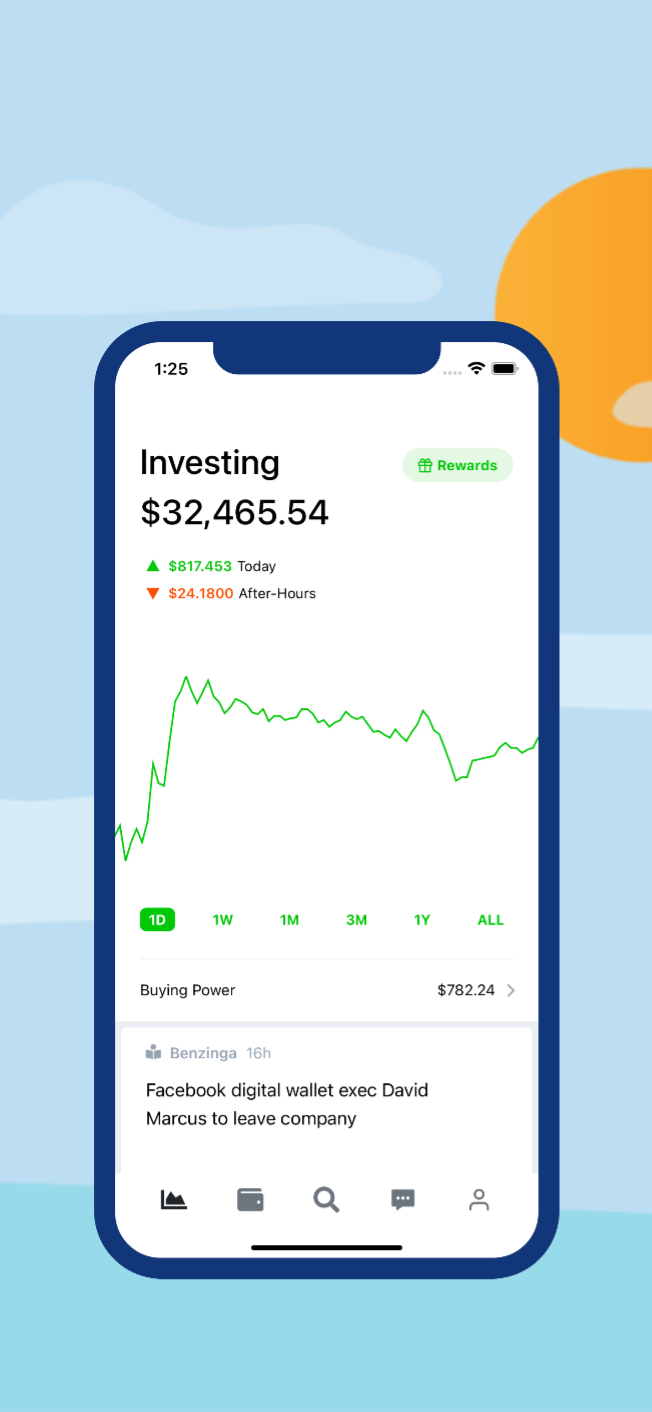 1:25
Investing
Rewards
$32,465.54
$817.453 Today
$24.1800 After-Hours
1D 1W 1M 3M 1Y ALL
Buying Power $782.24
Benzinga 16h
Facebook digital wallet exec David
Marcus to leave company